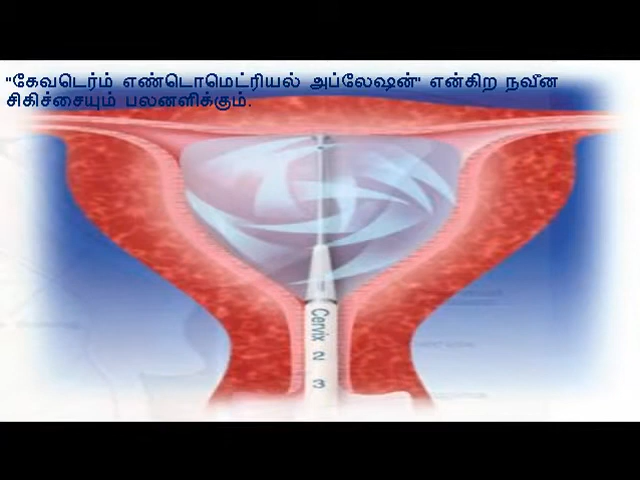 "கேவடெர்ம் எண்டொமெட்ரியல் அப்லேஷன்" என்கிற நவீன
சிகிச்சையும் பலனளிக்கும்.
Cervix
2
3